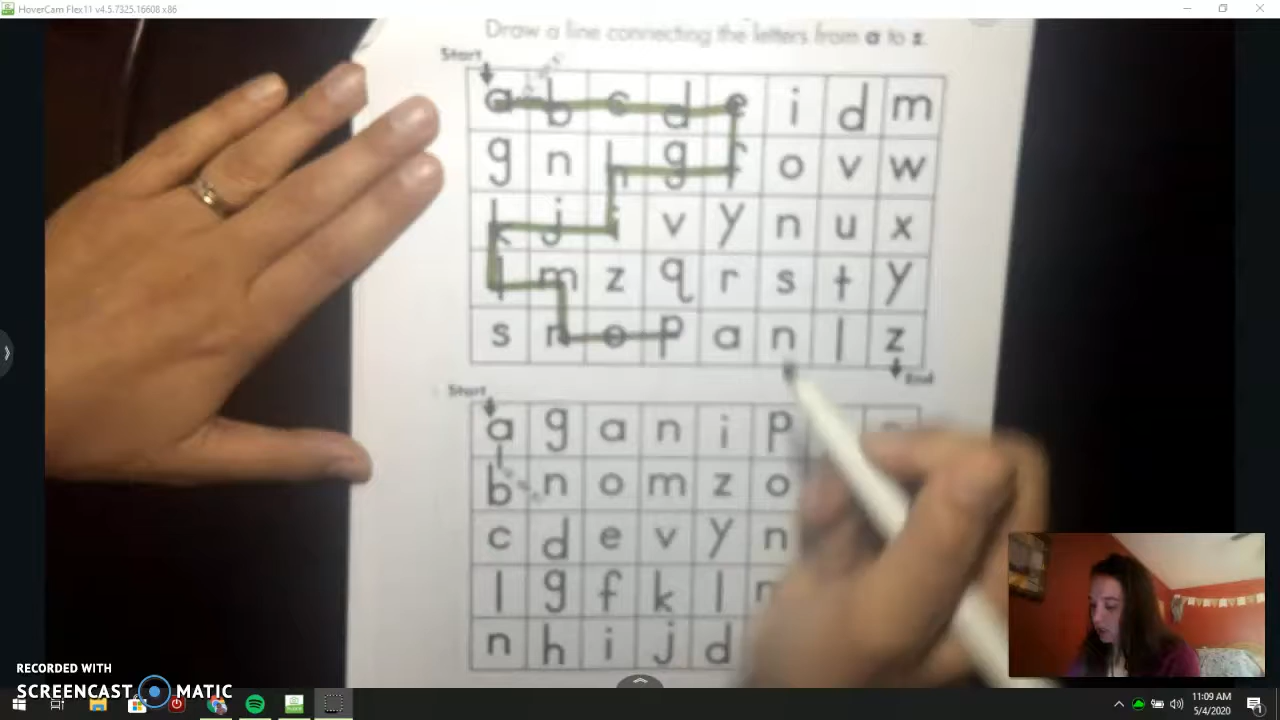 HoverCam Flex11 v4.5.7325.16608 x86
Draw a line connecting the letters from a to z.
Start
a b c d e i d m
g n h g f o v w
k j i v y n u x
l m z q r s t y
s n o p a n l z
End
Start
a g a n i p
b n o m z o
c d e v y n
l g f k l
n h i j d
RECORDED WITH
SCREENCAST MATIC
11:09 AM
5/4/2020
1